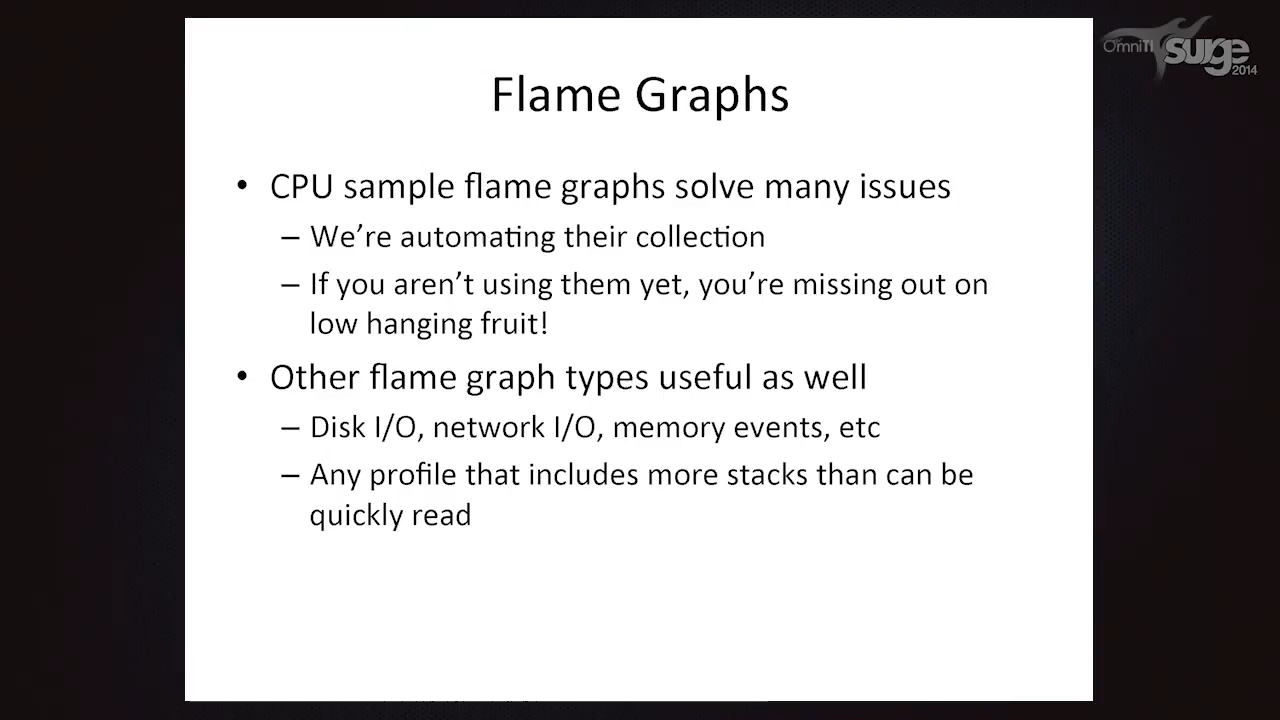 OmniTI surge 2014
Flame Graphs
• CPU sample flame graphs solve many issues
– We're automating their collection
– If you aren't using them yet, you're missing out on
low hanging fruit!
• Other flame graph types useful as well
– Disk I/O, network I/O, memory events, etc
– Any profile that includes more stacks than can be
quickly read